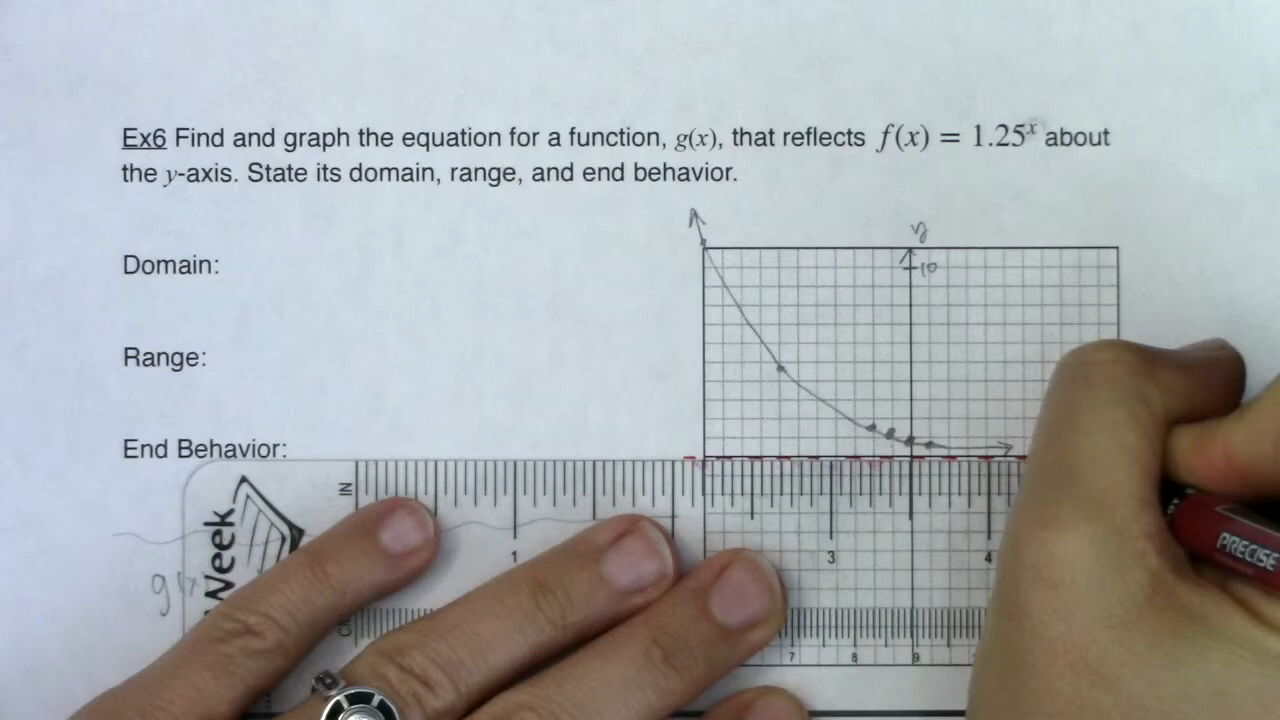 Ex6 Find and graph the equation for a function, g(x), that reflects f(x) = 1.25^x about
the y-axis. State its domain, range, and end behavior.
y
10
Domain:
Range:
End Behavior:
IN
Week
1
3
4
PRECISE
7
8
9